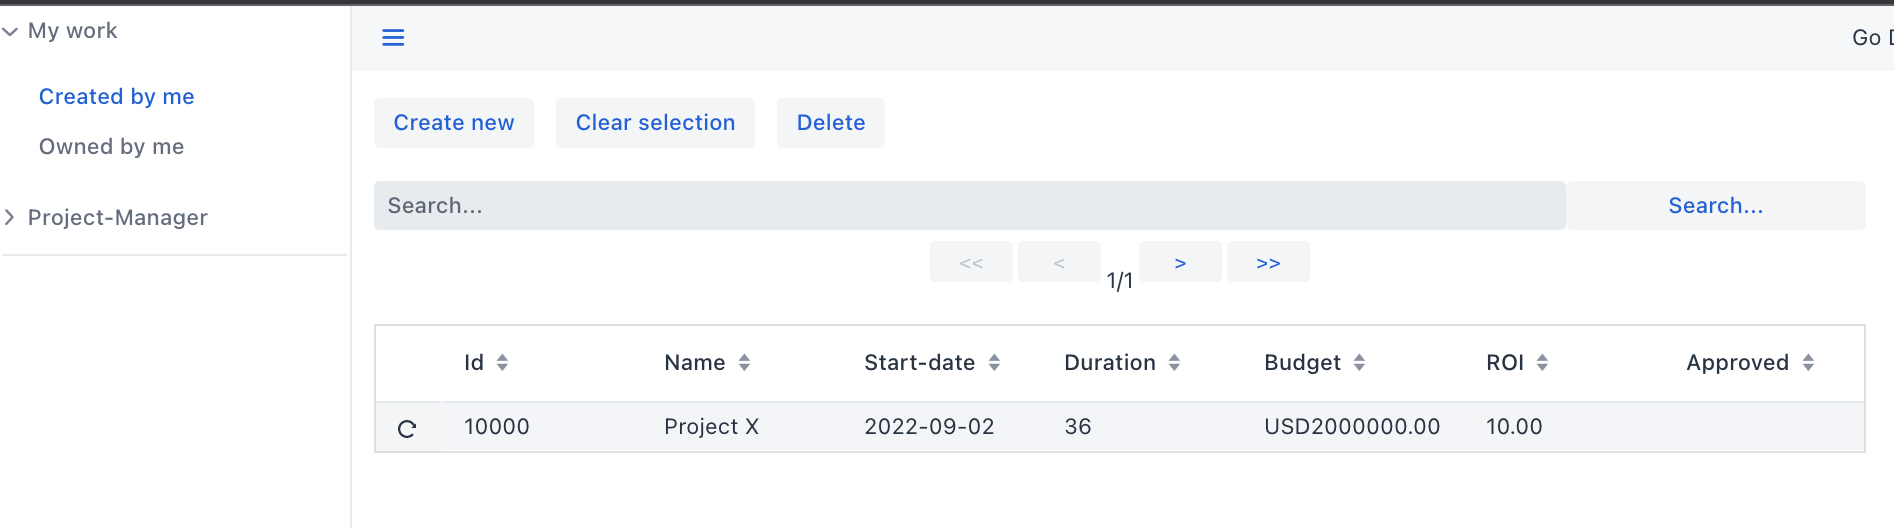 My work
Created by me
Owned by me
Project-Manager
Go
Create new Clear selection Delete
Search... Search...
<< < 1/1 > >>
Id Name Start-date Duration Budget ROI Approved
10000 Project X 2022-09-02 36 USD2000000.00 10.00